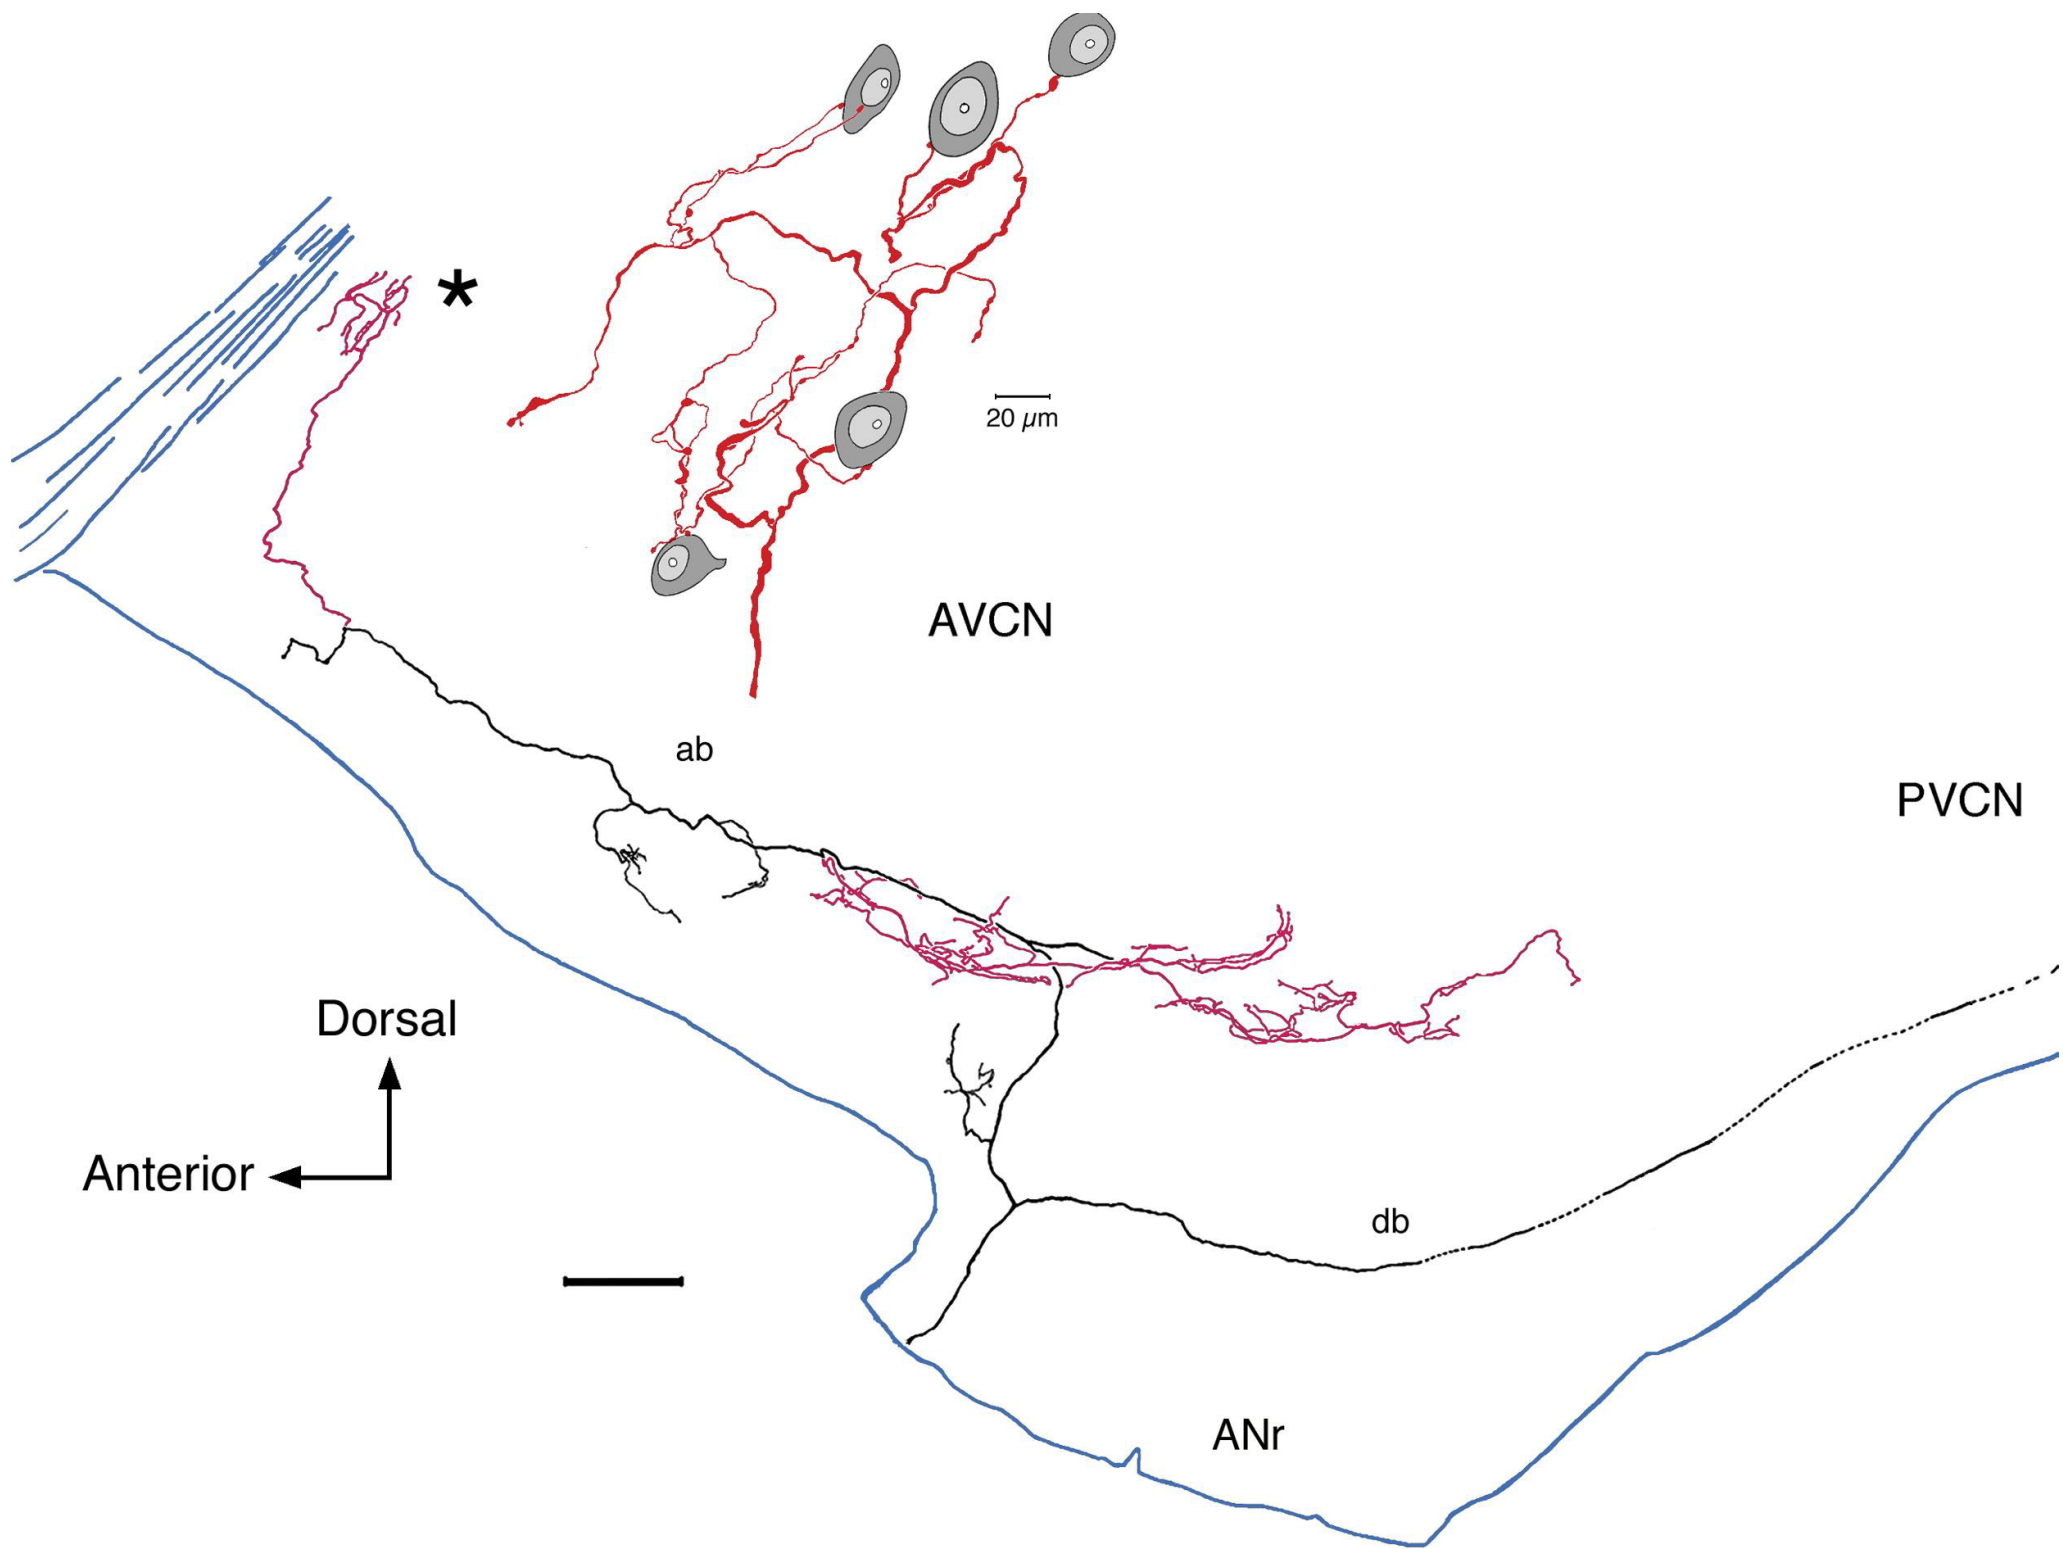 *
20 µm
AVCN
ab
PVCN
Dorsal
Anterior
db
ANr